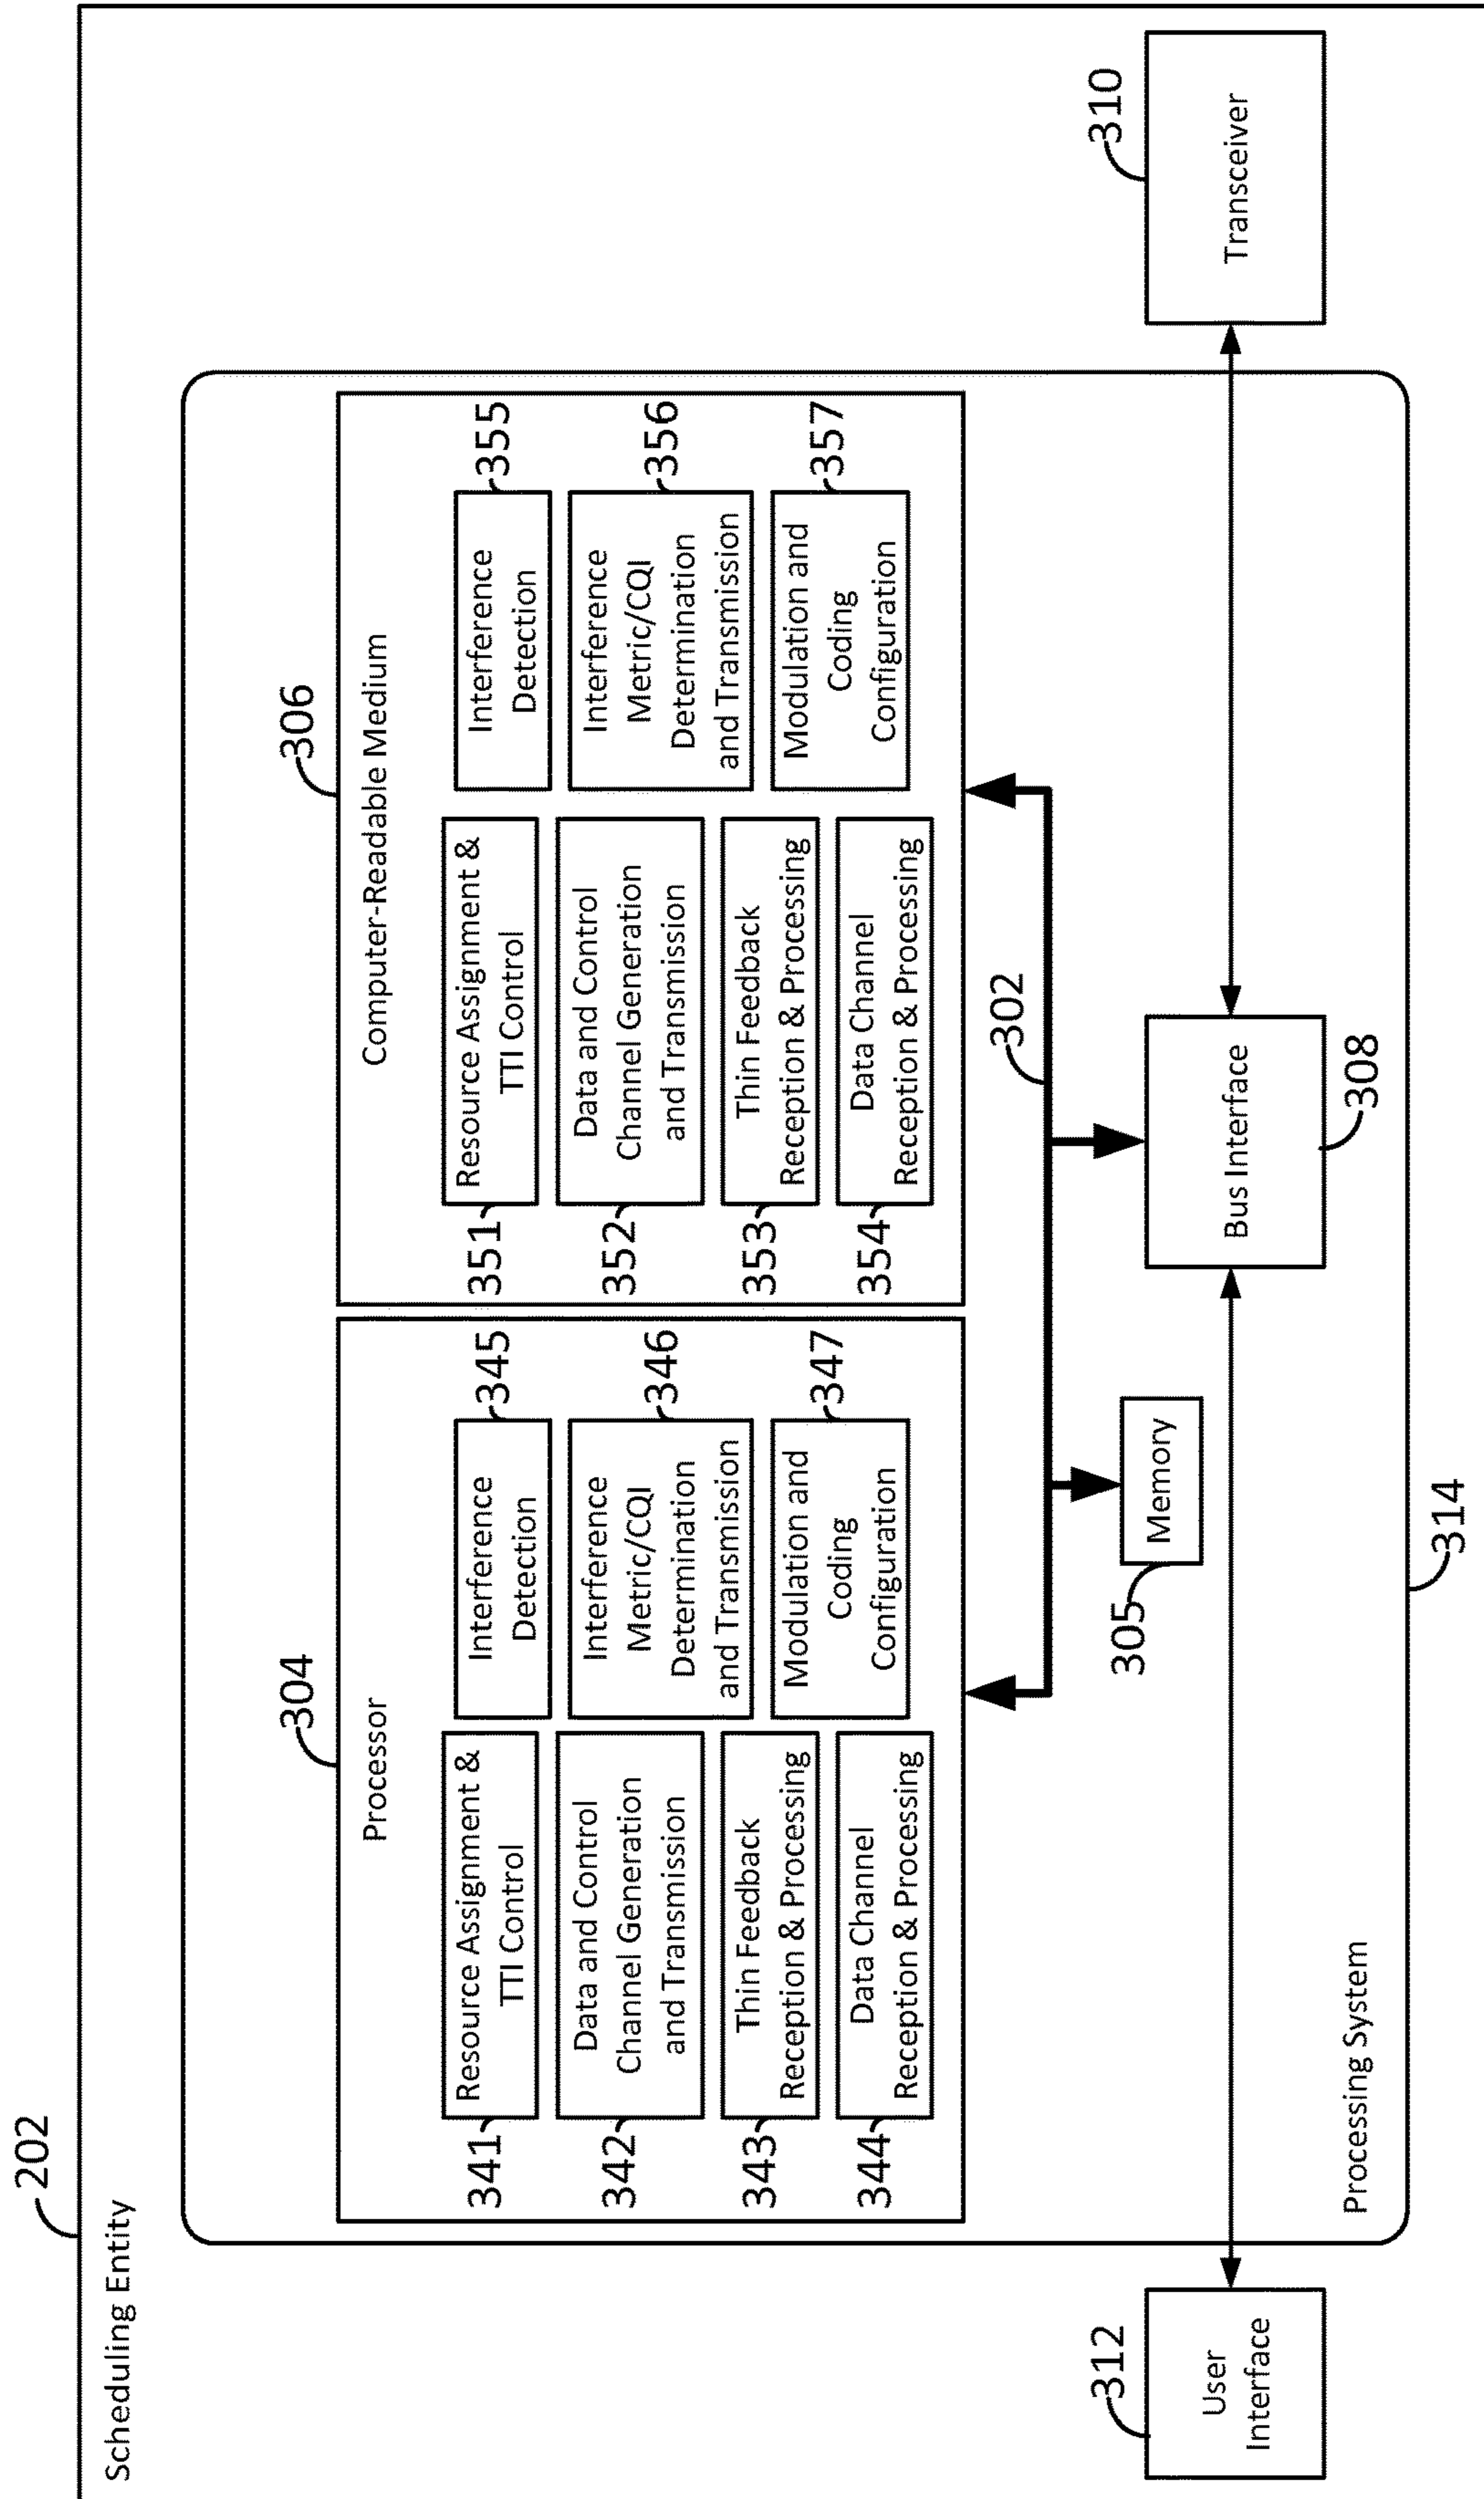 202
Scheduling Entity
304
Processor
341
Resource Assignment &
TTI Control
342
Data and Control
Channel Generation
and Transmission
343
Thin Feedback
Reception & Processing
344
Data Channel
Reception & Processing
345
Interference
Detection
346
Interference
Metric/CQI
Determination
and Transmission
347
Modulation and
Coding
Configuration
306
Computer-Readable Medium
351
Resource Assignment &
TTI Control
352
Data and Control
Channel Generation
and Transmission
353
Thin Feedback
Reception & Processing
354
Data Channel
Reception & Processing
355
Interference
Detection
356
Interference
Metric/CQI
Determination
and Transmission
357
Modulation and
Coding
Configuration
302
305
Memory
312
User
Interface
Bus Interface
308
310
Transceiver
Processing System
314